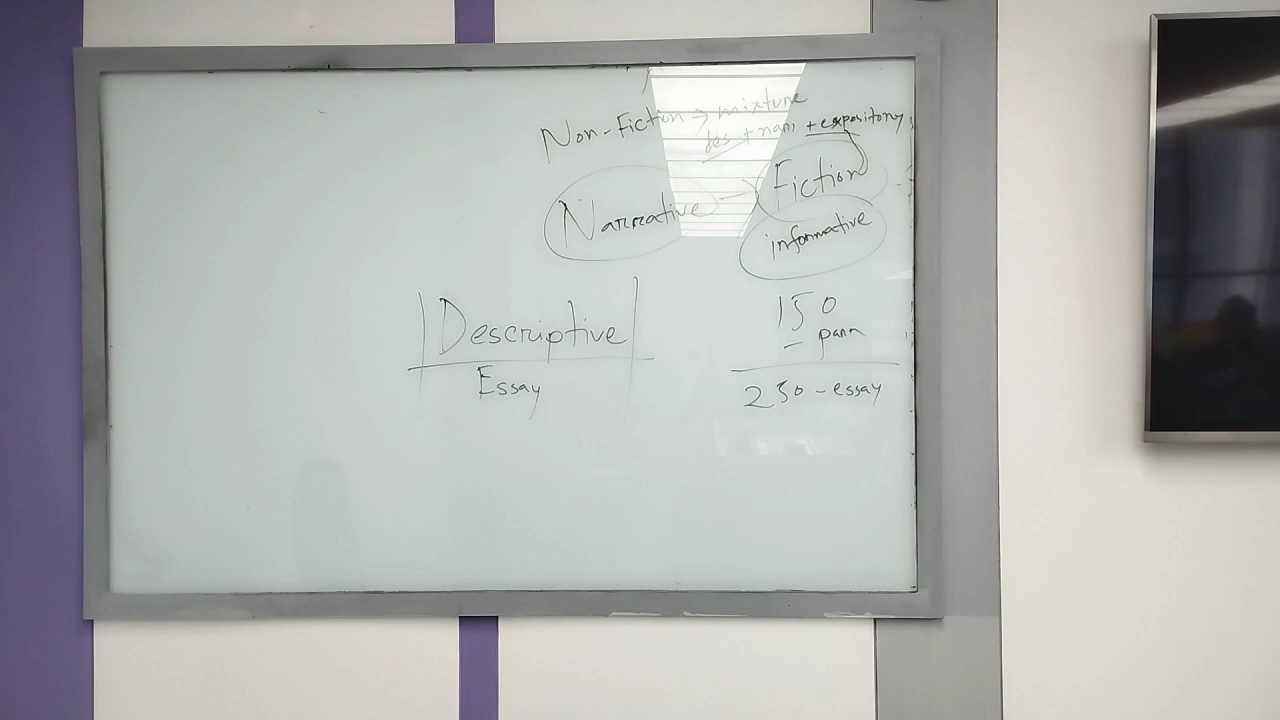 Non-Fiction → mixture
des + narr + expository
Narrative → Fiction
informative
Descriptive
Essay
150
para
250 - essay